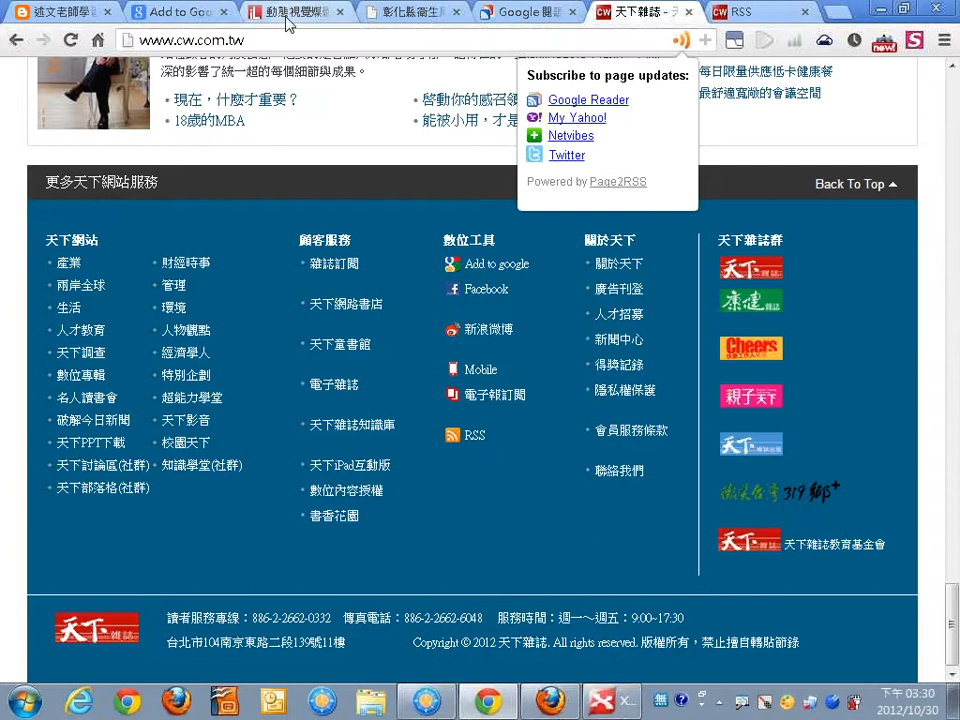 述文老師學
Add to Goo
動態視覺媒體
彰化縣衛生局
Google 閱
天下雜誌 - 天
RSS
www.cw.com.tw
深的影響了統一超的每個細節與成果。
現在，什麼才重要？
啓動你的感召領
18歲的MBA
能被小用，才是
每日限量供應低卡健康餐
最舒適寬敞的會議空間
Subscribe to page updates:
Google Reader
My Yahoo!
Netvibes
Twitter
Powered by Page2RSS
更多天下網站服務
Back To Top
天下網站
產業
兩岸全球
生活
人才教育
天下調查
數位專輯
名人讀書會
破解今日新聞
天下PPT下載
天下討論區(社群)
天下部落格(社群)
財經時事
管理
環境
人物觀點
經濟學人
特別企劃
超能力學堂
天下影音
校園天下
知識學堂(社群)
顧客服務
雜誌訂閱
天下網路書店
天下童書館
電子雜誌
天下雜誌知識庫
天下iPad互動版
數位內容授權
書香花園
數位工具
Add to google
Facebook
新浪微博
Mobile
電子報訂閱
RSS
關於天下
關於天下
廣告刊登
人才招募
新聞中心
得獎記錄
隱私權保護
會員服務條款
聯絡我們
天下雜誌群
天下雜誌
康健雜誌
Cheers
親子天下
天下
微笑台灣319鄉+
天下雜誌 天下雜誌教育基金會
天下雜誌
讀者服務專線：886-2-2662-0332 傳真電話：886-2-2662-6048 服務時間：週一～週五：9:00~17:30
台北市104南京東路二段139號11樓
Copyright © 2012 天下雜誌. All rights reserved. 版權所有，禁止擅自轉貼節錄
下午 03:30
2012/10/30